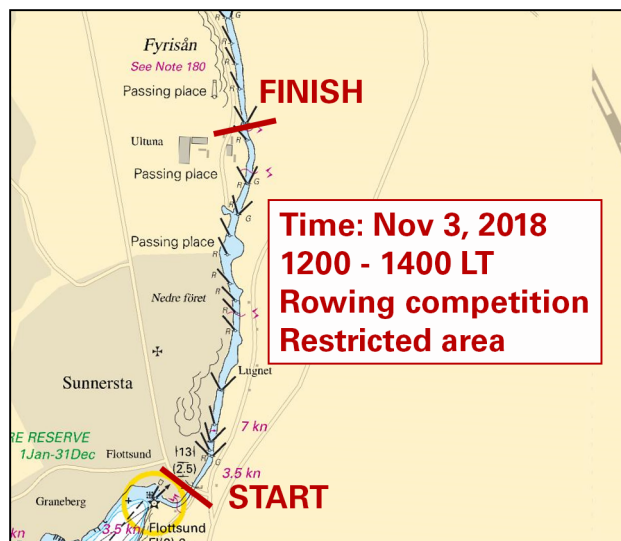 R G
Fyrisån
See Note 180
R
Passing place
R
FINISH
R
Ultuna
Passing place
R G
R G
Time: Nov 3, 2018
1200 - 1400 LT
Rowing competition
Restricted area
Passing place
R
R
Nedre föret
R
R
Lugnet
Sunnersta
7 kn
RE RESERVE
1Jan-31Dec
13
(2.5)
R
G
Flottsund
3.5 kn
START
Graneberg
kn
3.5 kn
Flottsund